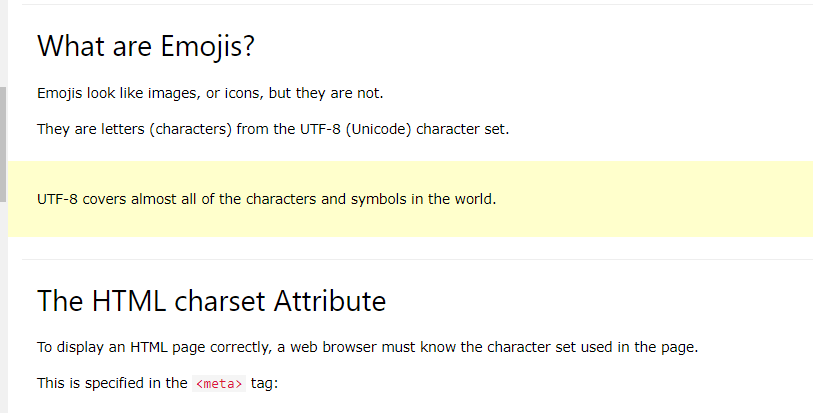 What are Emojis?
Emojis look like images, or icons, but they are not.
They are letters (characters) from the UTF-8 (Unicode) character set.
UTF-8 covers almost all of the characters and symbols in the world.
The HTML charset Attribute
To display an HTML page correctly, a web browser must know the character set used in the page.
This is specified in the <meta> tag: